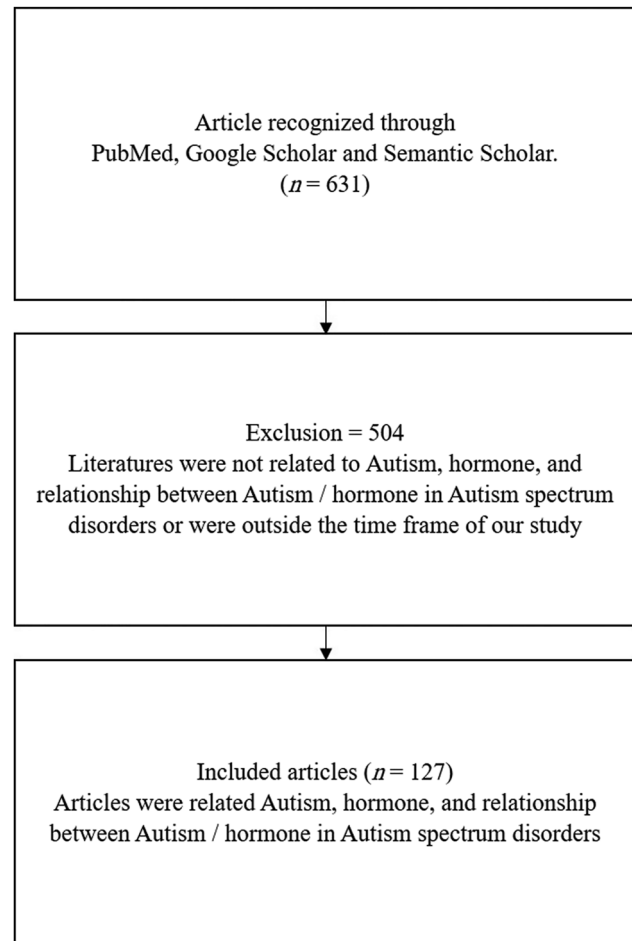 Article recognized through
PubMed, Google Scholar and Semantic Scholar.
(n = 631)
Exclusion = 504
Literatures were not related to Autism, hormone, and
relationship between Autism / hormone in Autism spectrum
disorders or were outside the time frame of our study
Included articles (n = 127)
Articles were related Autism, hormone, and relationship
between Autism / hormone in Autism spectrum disorders